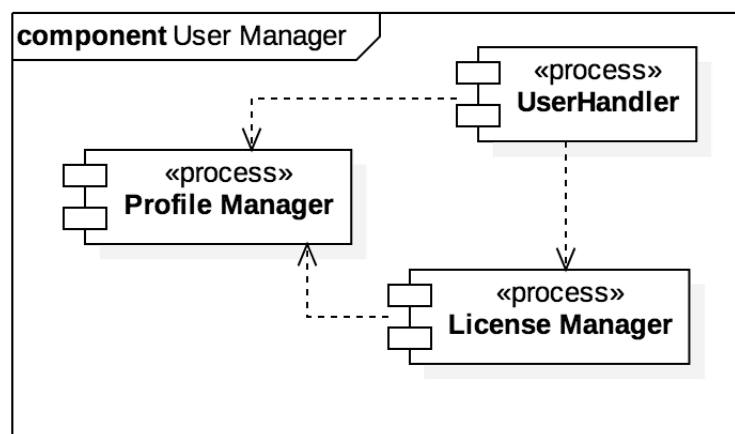 component User Manager
«process»
UserHandler
«process»
Profile Manager
«process»
License Manager